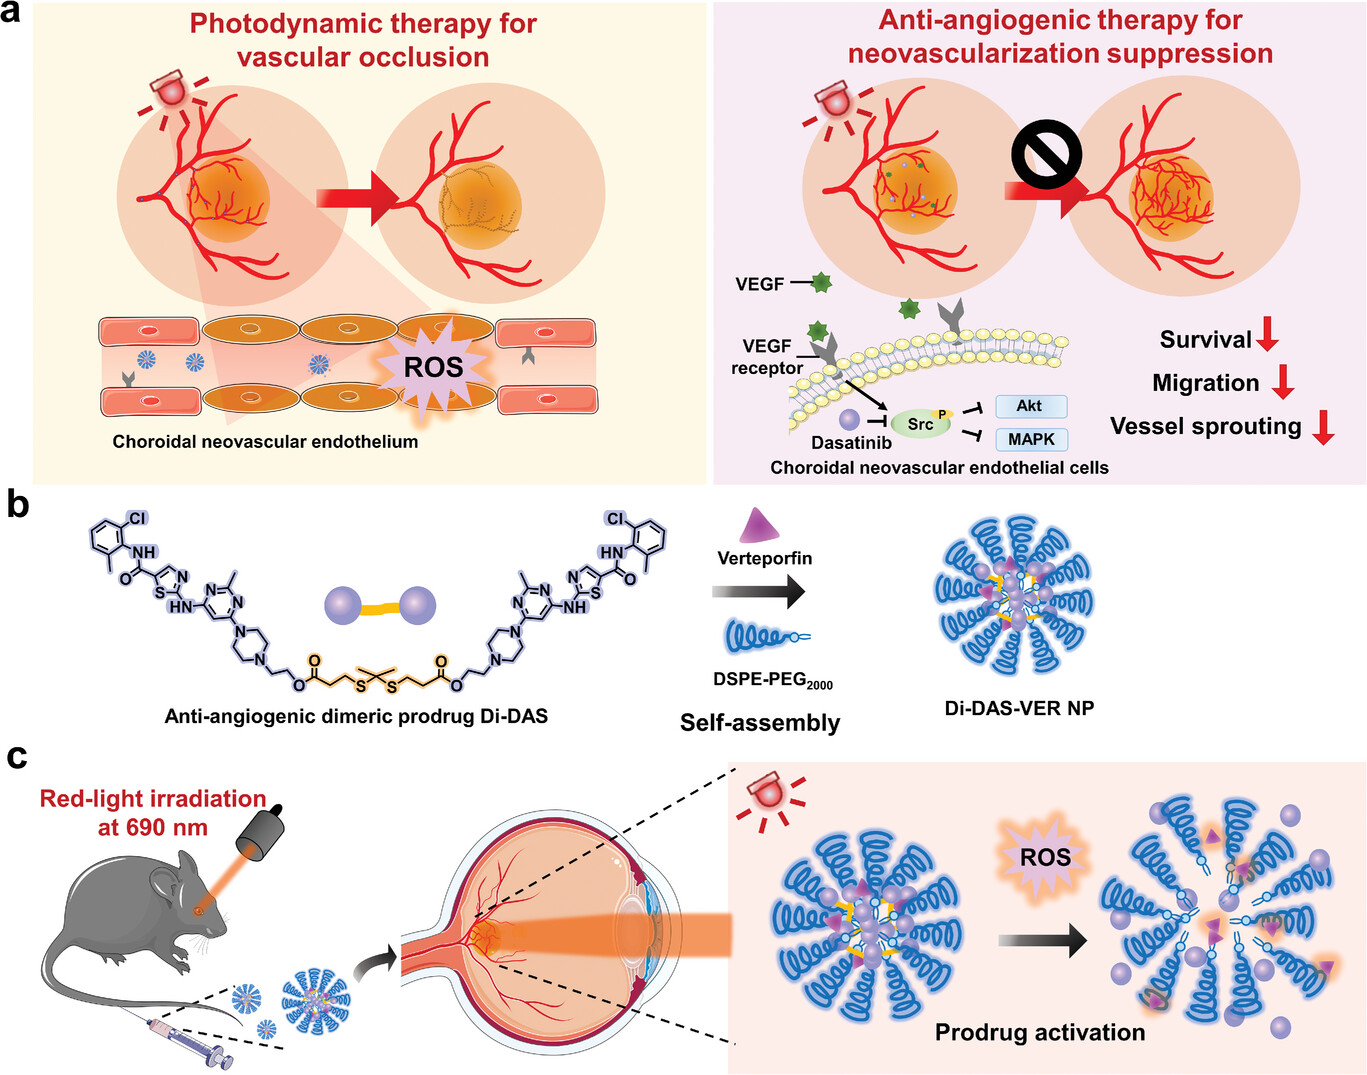 a
Photodynamic therapy for
vascular occlusion
ROS
Choroidal neovascular endothelium
Anti-angiogenic therapy for
neovascularization suppression
VEGF
VEGF
receptor
Dasatinib
Src
P
Akt
MAPK
Choroidal neovascular endothelial cells
Survival
Migration
Vessel sprouting
b
Cl
NH
O
N
S
HN
N
N
N
N
O
O
S
S
O
O
N
N
N
N
NH
N
S
O
HN
Cl
Anti-angiogenic dimeric prodrug Di-DAS
Verteporfin
DSPE-PEG2000
Self-assembly
Di-DAS-VER NP
c
Red-light irradiation
at 690 nm
ROS
Prodrug activation